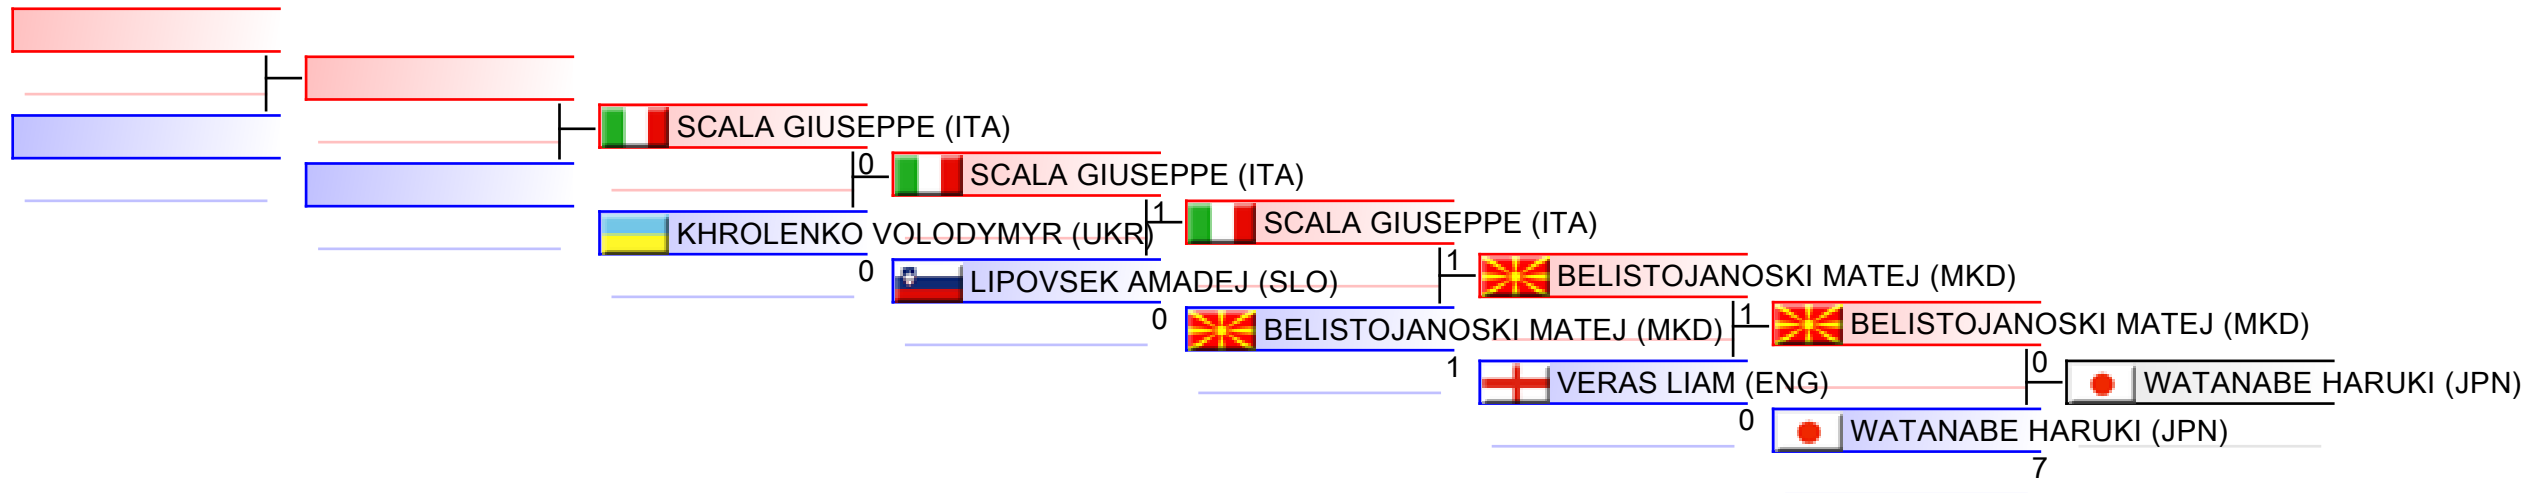 SCALA GIUSEPPE (ITA)
0
KHROLENKO VOLODYMYR (UKR)
0
SCALA GIUSEPPE (ITA)
1
LIPOVSEK AMADEJ (SLO)
0
SCALA GIUSEPPE (ITA)
1
BELISTOJANOSKI MATEJ (MKD)
1
BELISTOJANOSKI MATEJ (MKD)
1
VERAS LIAM (ENG)
0
BELISTOJANOSKI MATEJ (MKD)
0
WATANABE HARUKI (JPN)
7
WATANABE HARUKI (JPN)